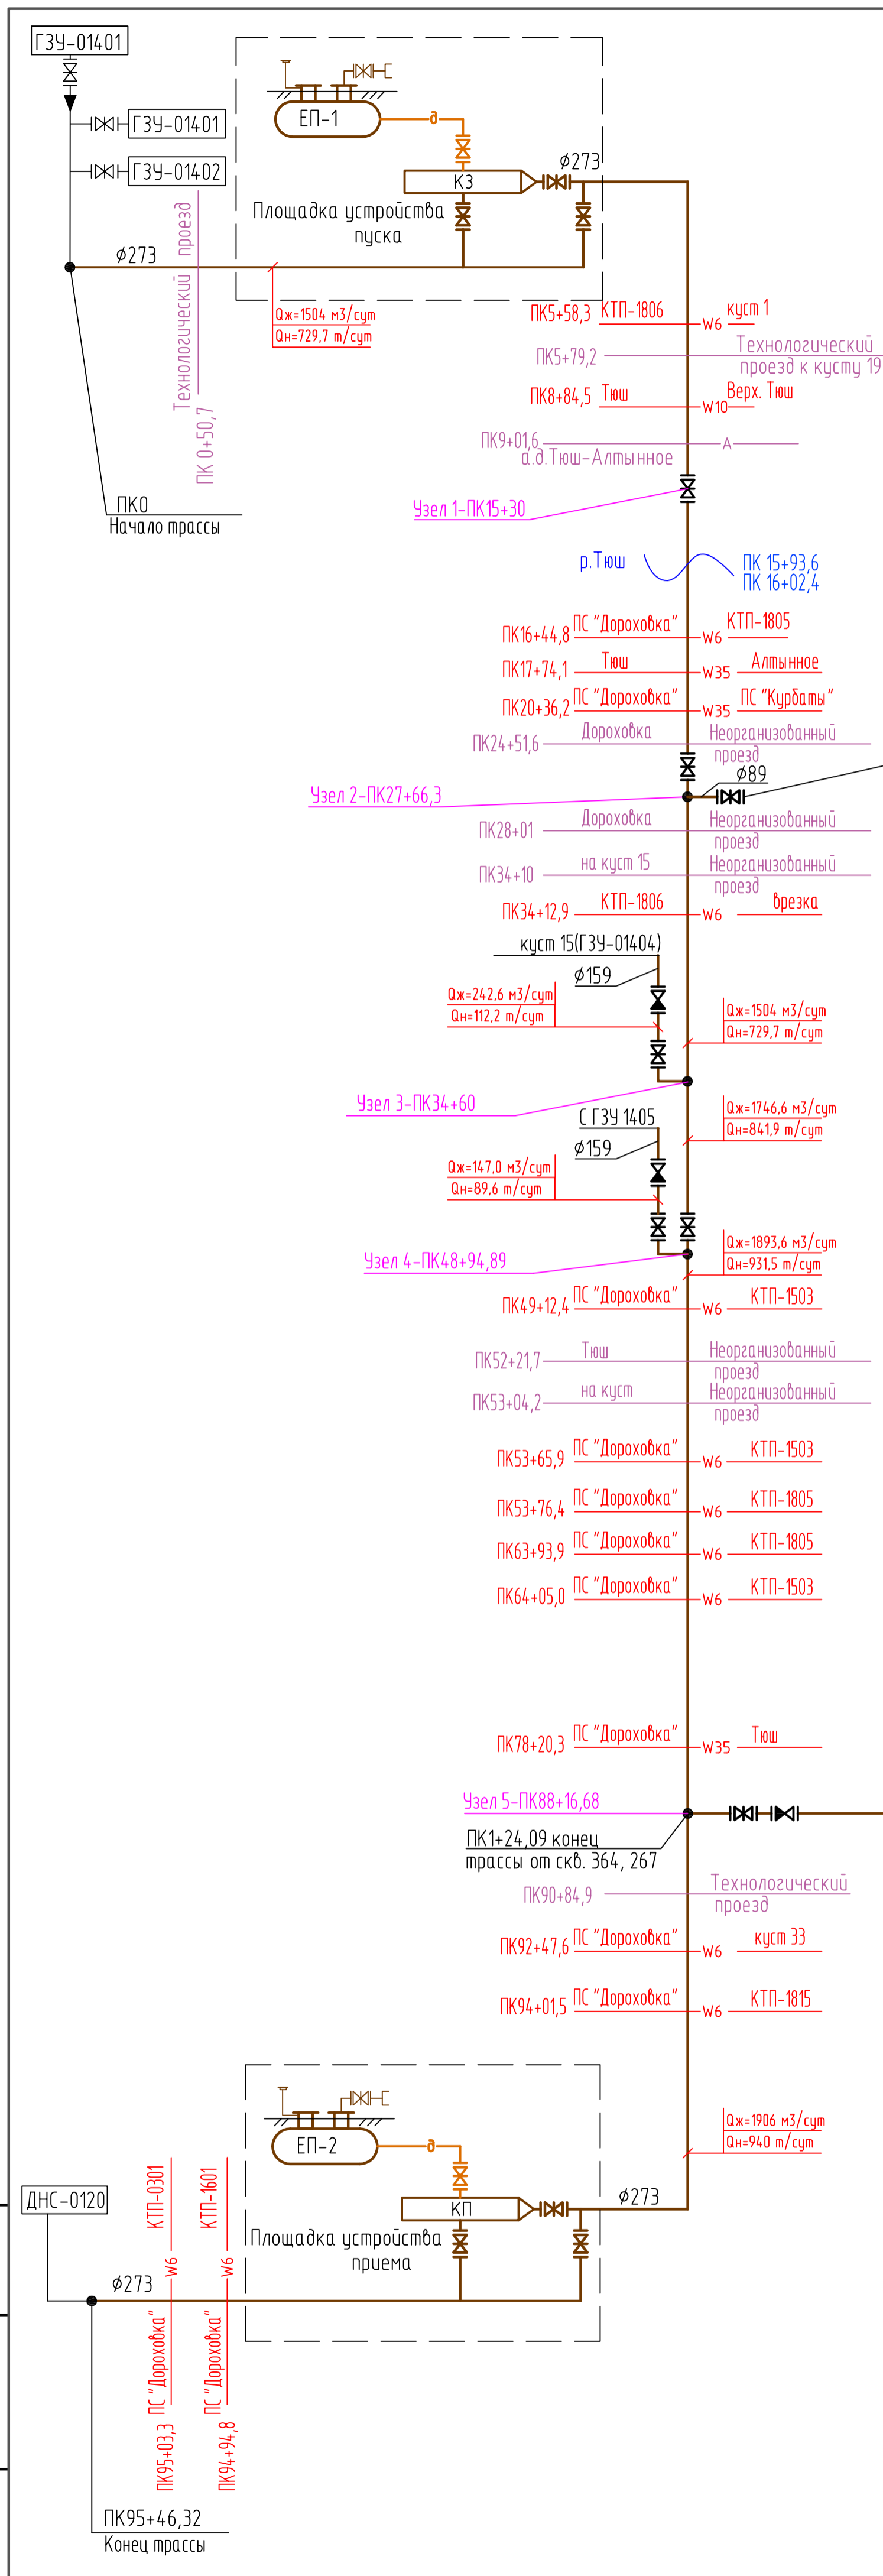 ГЗУ-01401
ГЗУ-01401
ГЗУ-01402
ЕП-1
д
КЗ
⌀273
Площадка устройства
пуска
⌀273
Технологический проезд
ПК 0+50,7
Qж=1504 м3/сут
Qн=729,7 т/сут
ПК0
Начало трассы
ПК5+58,3 КТП-1806 W6 куст 1
ПК5+79,2 Технологический
проезд к кусту 19
ПК8+84,5 Тюш W10 Верх. Тюш
ПК9+01,6 А
а.д.Тюш-Алтынное
Узел 1-ПК15+30
р.Тюш ПК 15+93,6
ПК 16+02,4
ПК16+44,8 ПС "Дороховка" W6 КТП-1805
ПК17+74,1 Тюш W35 Алтынное
ПК20+36,2 ПС "Дороховка" W35 ПС "Курбаты"
ПК24+51,6 Дороховка Неорганизованный
проезд
⌀89
Узел 2-ПК27+66,3
ПК28+01 Дороховка Неорганизованный
проезд
ПК34+10 на куст 15 Неорганизованный
проезд
ПК34+12,9 КТП-1806 W6 врезка
куст 15(ГЗУ-01404)
⌀159
Qж=242,6 м3/сут
Qн=112,2 т/сут
Qж=1504 м3/сут
Qн=729,7 т/сут
Узел 3-ПК34+60
Qж=1746,6 м3/сут
Qн=841,9 т/сут
С ГЗУ 1405
⌀159
Qж=147,0 м3/сут
Qн=89,6 т/сут
Qж=1893,6 м3/сут
Qн=931,5 т/сут
Узел 4-ПК48+94,89
ПК49+12,4 ПС "Дороховка" W6 КТП-1503
ПК52+21,7 Тюш Неорганизованный
проезд
ПК53+04,2 на куст Неорганизованный
проезд
ПК53+65,9 ПС "Дороховка" W6 КТП-1503
ПК53+76,4 ПС "Дороховка" W6 КТП-1805
ПК63+93,9 ПС "Дороховка" W6 КТП-1805
ПК64+05,0 ПС "Дороховка" W6 КТП-1503
ПК78+20,3 ПС "Дороховка" W35 Тюш
Узел 5-ПК88+16,68
ПК1+24,09 конец
трассы от скв. 364, 267
ПК90+84,9 Технологический
проезд
ПК92+47,6 ПС "Дороховка" W6 куст 33
ПК94+01,5 ПС "Дороховка" W6 КТП-1815
Qж=1906 м3/сут
Qн=940 т/сут
ЕП-2
д
КП
⌀273
Площадка устройства
приема
ДНС-0120
⌀273
ПК95+03,3 ПС "Дороховка" W6 КТП-0301
ПК94+94,8 ПС "Дороховка" W6 КТП-1601
ПК95+46,32
Конец трассы